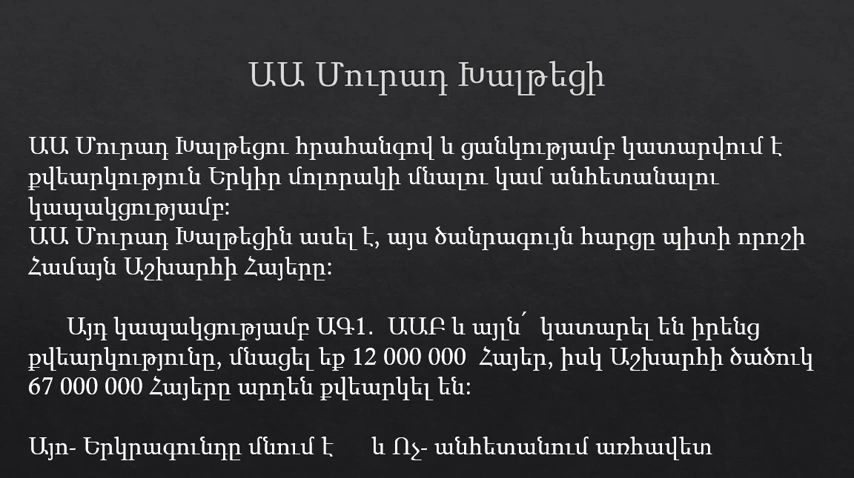 ԱԱ Մուրադ Խալթեցի
ԱԱ Մուրադ Խալթեցու հրահանգով և ցանկությամբ կատարվում է
քվեարկություն Երկիր մոլորակի մնալու կամ անհետանալու
կապակցությամբ:
ԱԱ Մուրադ Խալթեցին ասել է, այս ծանրագույն հարցը պիտի որոշի
Համայն Աշխարհի Հայերը:
Այդ կապակցությամբ ԱԳ1. ԱԱԲ և այլն՛ կատարել են իրենց
քվեարկությունը, մնացել եք 12 000 000 Հայեր, իսկ Աշխարհի ծածուկ
67 000 000 Հայերը արդեն քվեարկել են:
Այո- Երկրագունդը մնում է և Ոչ- անհետանում առհավետ